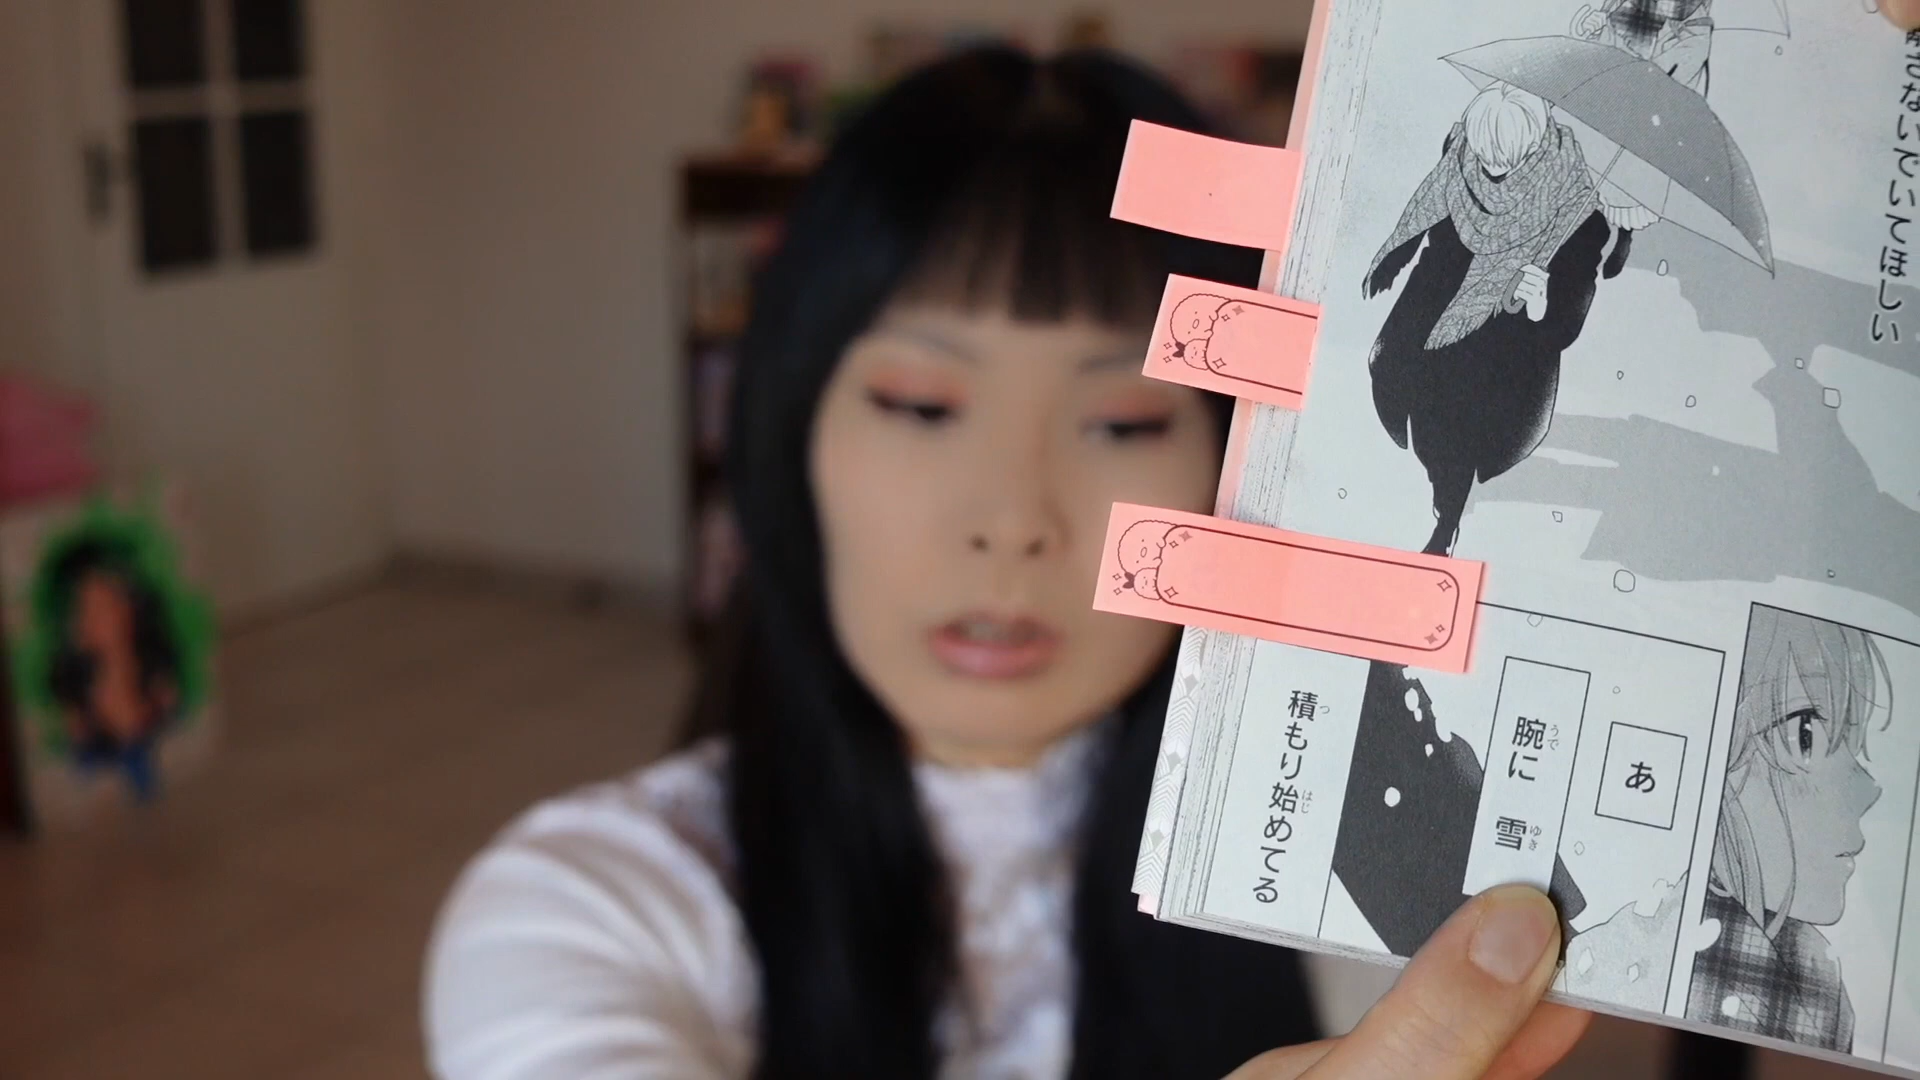 ないでいてほしい
あ
腕に 雪
積もり始めてる